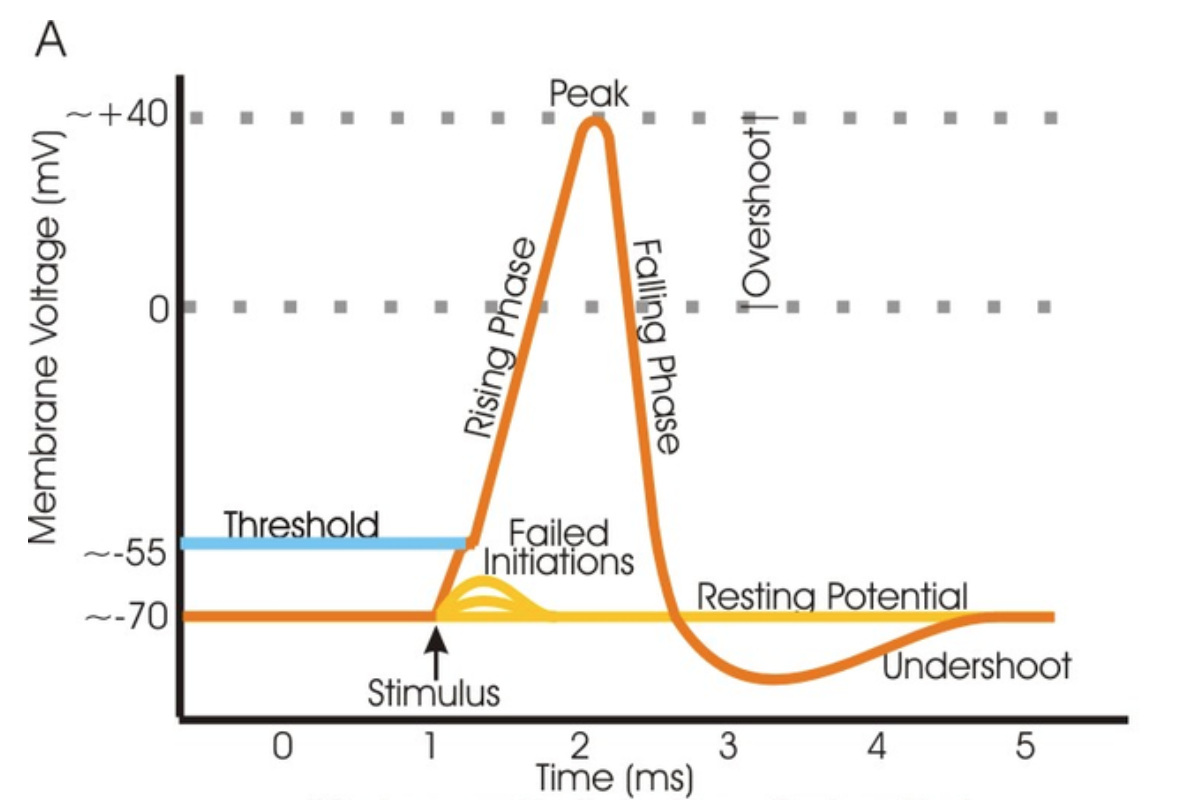 A
Peak
~+40
Overshoot
Membrane Voltage (mV)
Rising Phase
Falling Phase
0
Threshold
Failed
Initiations
~-55
Resting Potential
~-70
Undershoot
Stimulus
0 1 2 3 4 5
Time (ms)